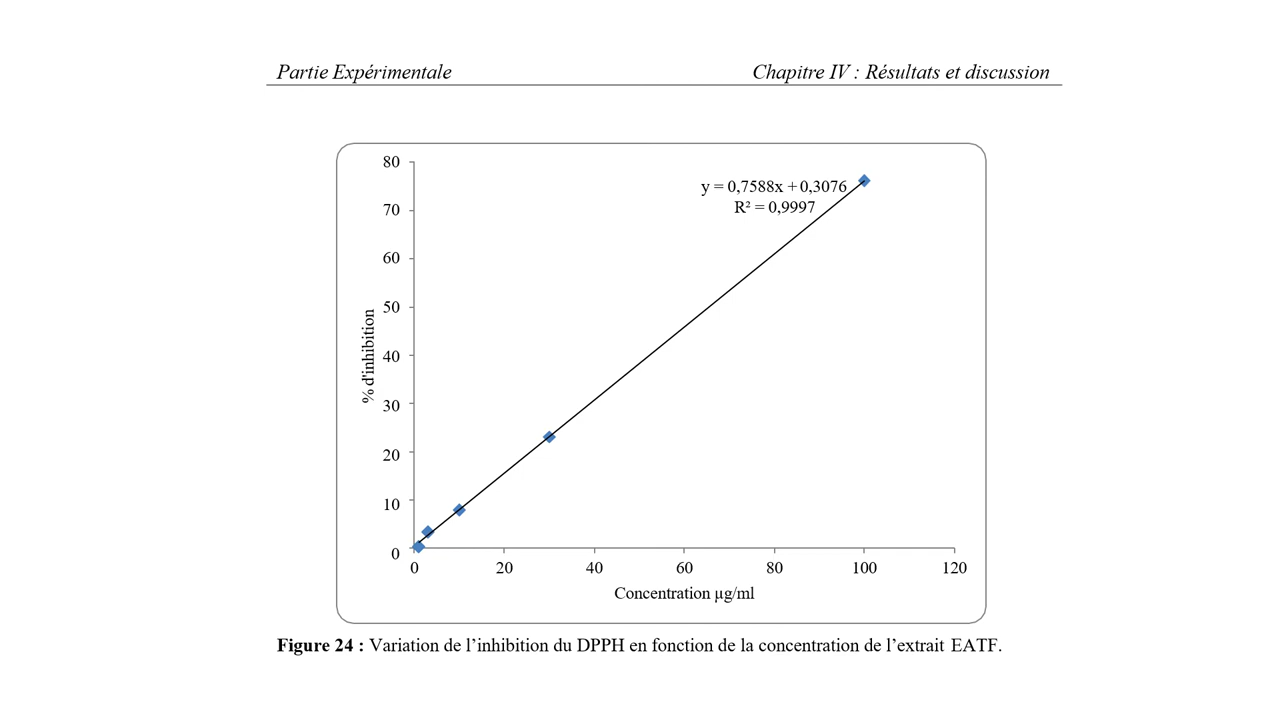 Partie Expérimentale
Chapitre IV : Résultats et discussion
80
y = 0,7588x + 0,3076
R² = 0,9997
70
60
50
40
30
20
10
0
% d'inhibition
0 20 40 60 80 100 120
Concentration µg/ml
Figure 24 : Variation de l’inhibition du DPPH en fonction de la concentration de l’extrait EATF.